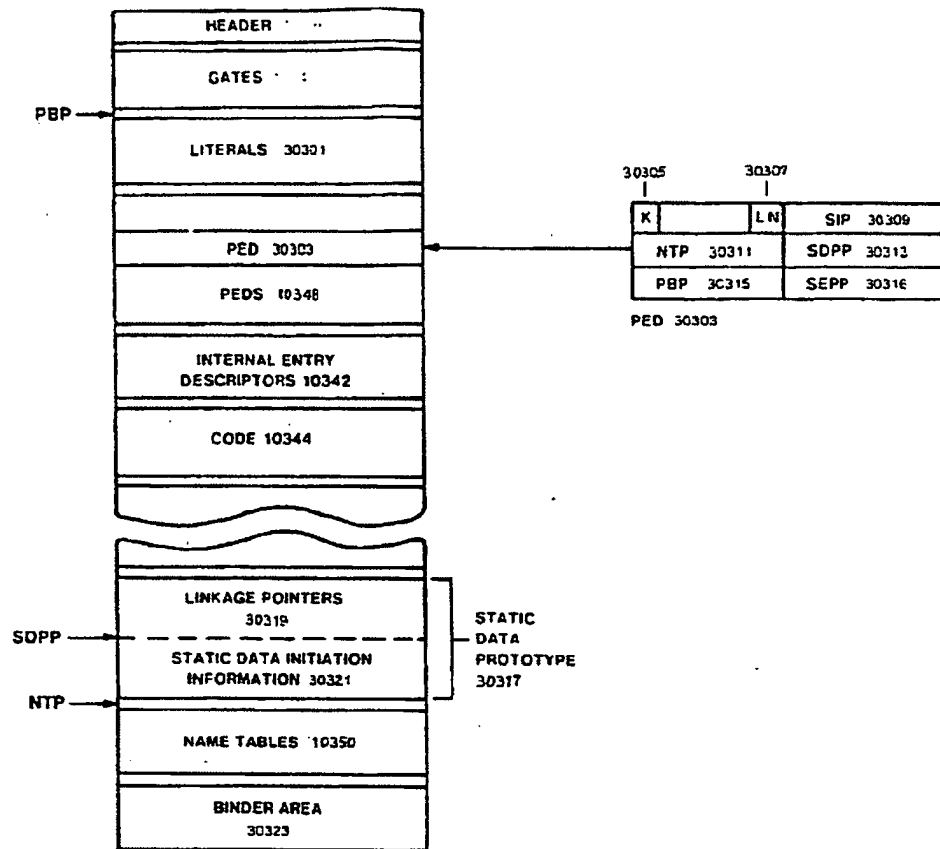 HEADER
GATES
PBP
LITERALS 30301
PED 30303
PEDS 10348
INTERNAL ENTRY
DESCRIPTORS 10342
CODE 10344
30305
30307
K
LN
SIP 30309
NTP 30311
SDPP 30313
PBP 30315
SEPP 30316
PED 30303
LINKAGE POINTERS
30319
SDPP
STATIC DATA INITIATION
INFORMATION 30321
NTP
STATIC
DATA
PROTOTYPE
30317
NAME TABLES 10350
BINDER AREA
30323